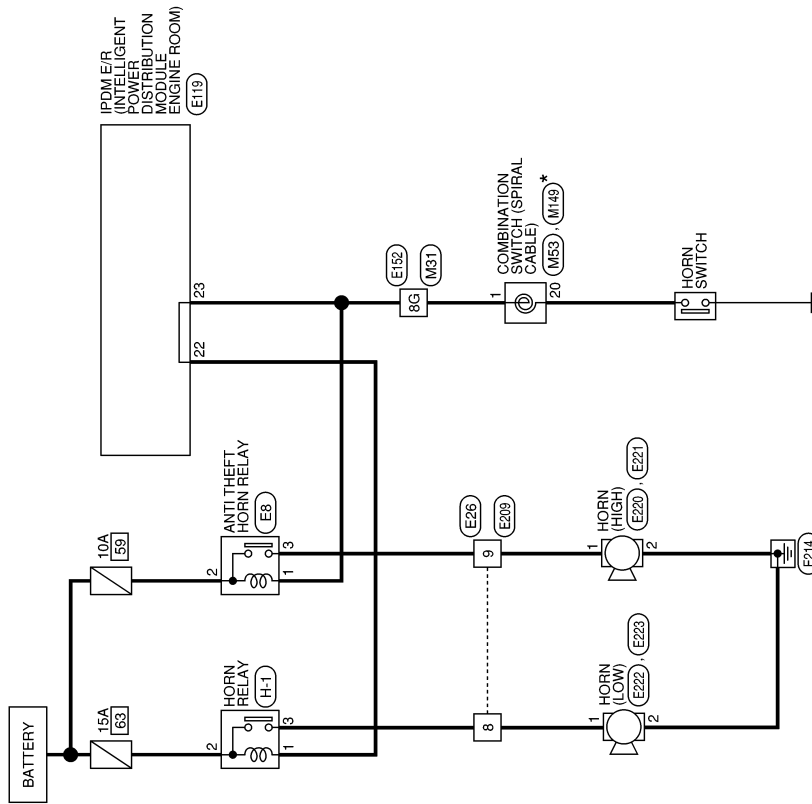 BATTERY
15A
63
10A
59
HORN
RELAY
H-1
2
3
1
ANTI THEFT
HORN RELAY
E8
2
3
1
IPDM E/R
(INTELLIGENT
POWER
DISTRIBUTION
MODULE
ENGINE ROOM)
E119
22
23
8
9
E26
E209
8G
E152
M31
HORN
(LOW)
E222 , E223
1
2
HORN
(HIGH)
E220 , E221
1
2
COMBINATION
SWITCH (SPIRAL
CABLE)
M53 , M149 *
1
20
HORN
SWITCH
E214